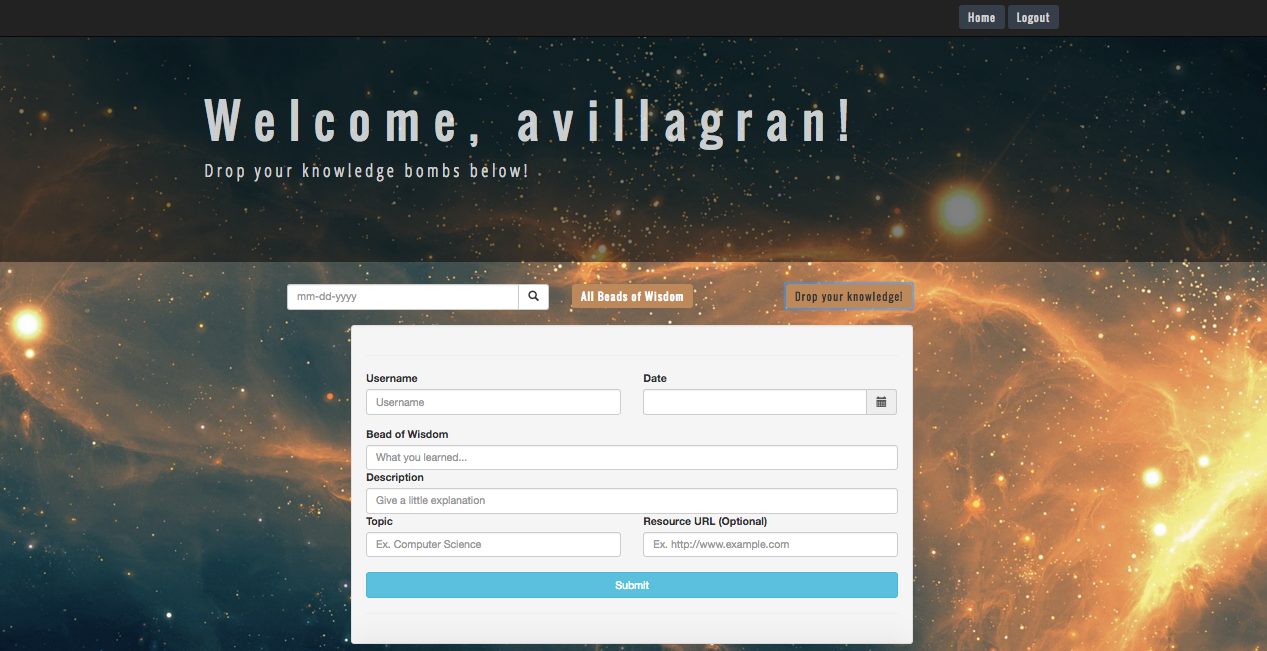 Home Logout
Welcome, avillagran!
Drop your knowledge bombs below!
mm-dd-yyyy All Beads of Wisdom Drop your knowledge!
Username Date
Username
Bead of Wisdom
What you learned...
Description
Give a little explanation
Topic Resource URL (Optional)
Ex. Computer Science Ex. http://www.example.com
Submit